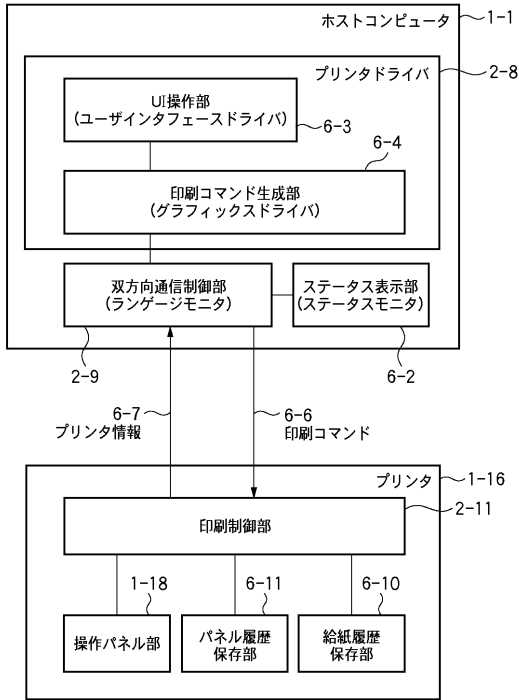 ホストコンピュータ
1-1
プリンタドライバ
2-8
UI操作部
(ユーザインタフェースドライバ)
6-3
6-4
印刷コマンド生成部
(グラフィックスドライバ)
双方向通信制御部
(ランゲージモニタ)
ステータス表示部
(ステータスモニタ)
2-9
6-2
6-7
プリンタ情報
6-6
印刷コマンド
プリンタ
1-16
印刷制御部
2-11
1-18
6-11
6-10
操作パネル部
パネル履歴
保存部
給紙履歴
保存部